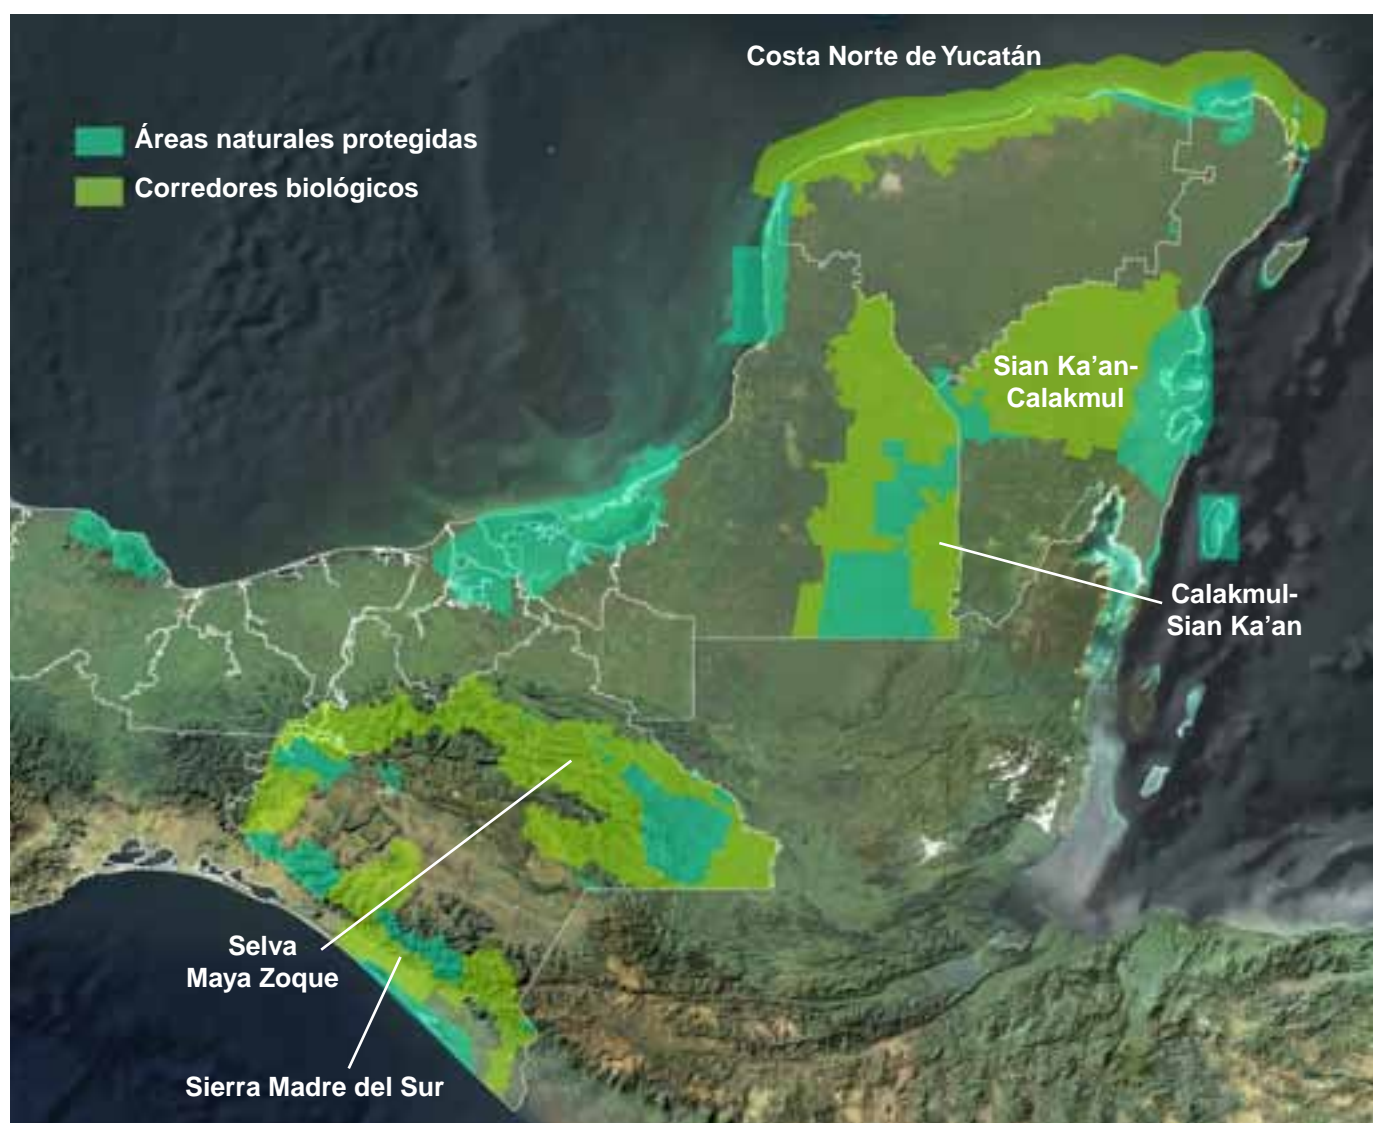 Costa Norte de Yucatán
Áreas naturales protegidas
Corredores biológicos
Sian Ka’an-
Calakmul
Calakmul-
Sian Ka’an
Selva
Maya Zoque
Sierra Madre del Sur